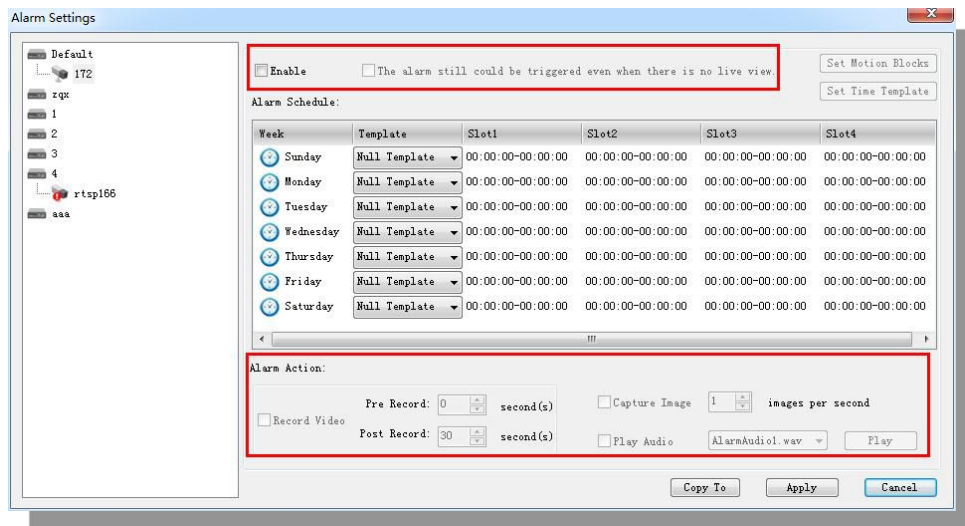 Alarm Settings
Default
172
zqx
1
2
3
4
rtsp166
aaa
Enable
The alarm still could be triggered even when there is no live view.
Set Motion Blocks
Set Time Template
Alarm Schedule:
Week Template Slot1 Slot2 Slot3 Slot4
Sunday Null Template 00:00:00-00:00:00 00:00:00-00:00:00 00:00:00-00:00:00 00:00:00-00:00:00
Monday Null Template 00:00:00-00:00:00 00:00:00-00:00:00 00:00:00-00:00:00 00:00:00-00:00:00
Tuesday Null Template 00:00:00-00:00:00 00:00:00-00:00:00 00:00:00-00:00:00 00:00:00-00:00:00
Wednesday Null Template 00:00:00-00:00:00 00:00:00-00:00:00 00:00:00-00:00:00 00:00:00-00:00:00
Thursday Null Template 00:00:00-00:00:00 00:00:00-00:00:00 00:00:00-00:00:00 00:00:00-00:00:00
Friday Null Template 00:00:00-00:00:00 00:00:00-00:00:00 00:00:00-00:00:00 00:00:00-00:00:00
Saturday Null Template 00:00:00-00:00:00 00:00:00-00:00:00 00:00:00-00:00:00 00:00:00-00:00:00
Alarm Action:
Record Video
Pre Record: 0 second(s)
Post Record: 30 second(s)
Capture Image 1 images per second
Play Audio AlarmAudio1.wav Play
Copy To Apply Cancel